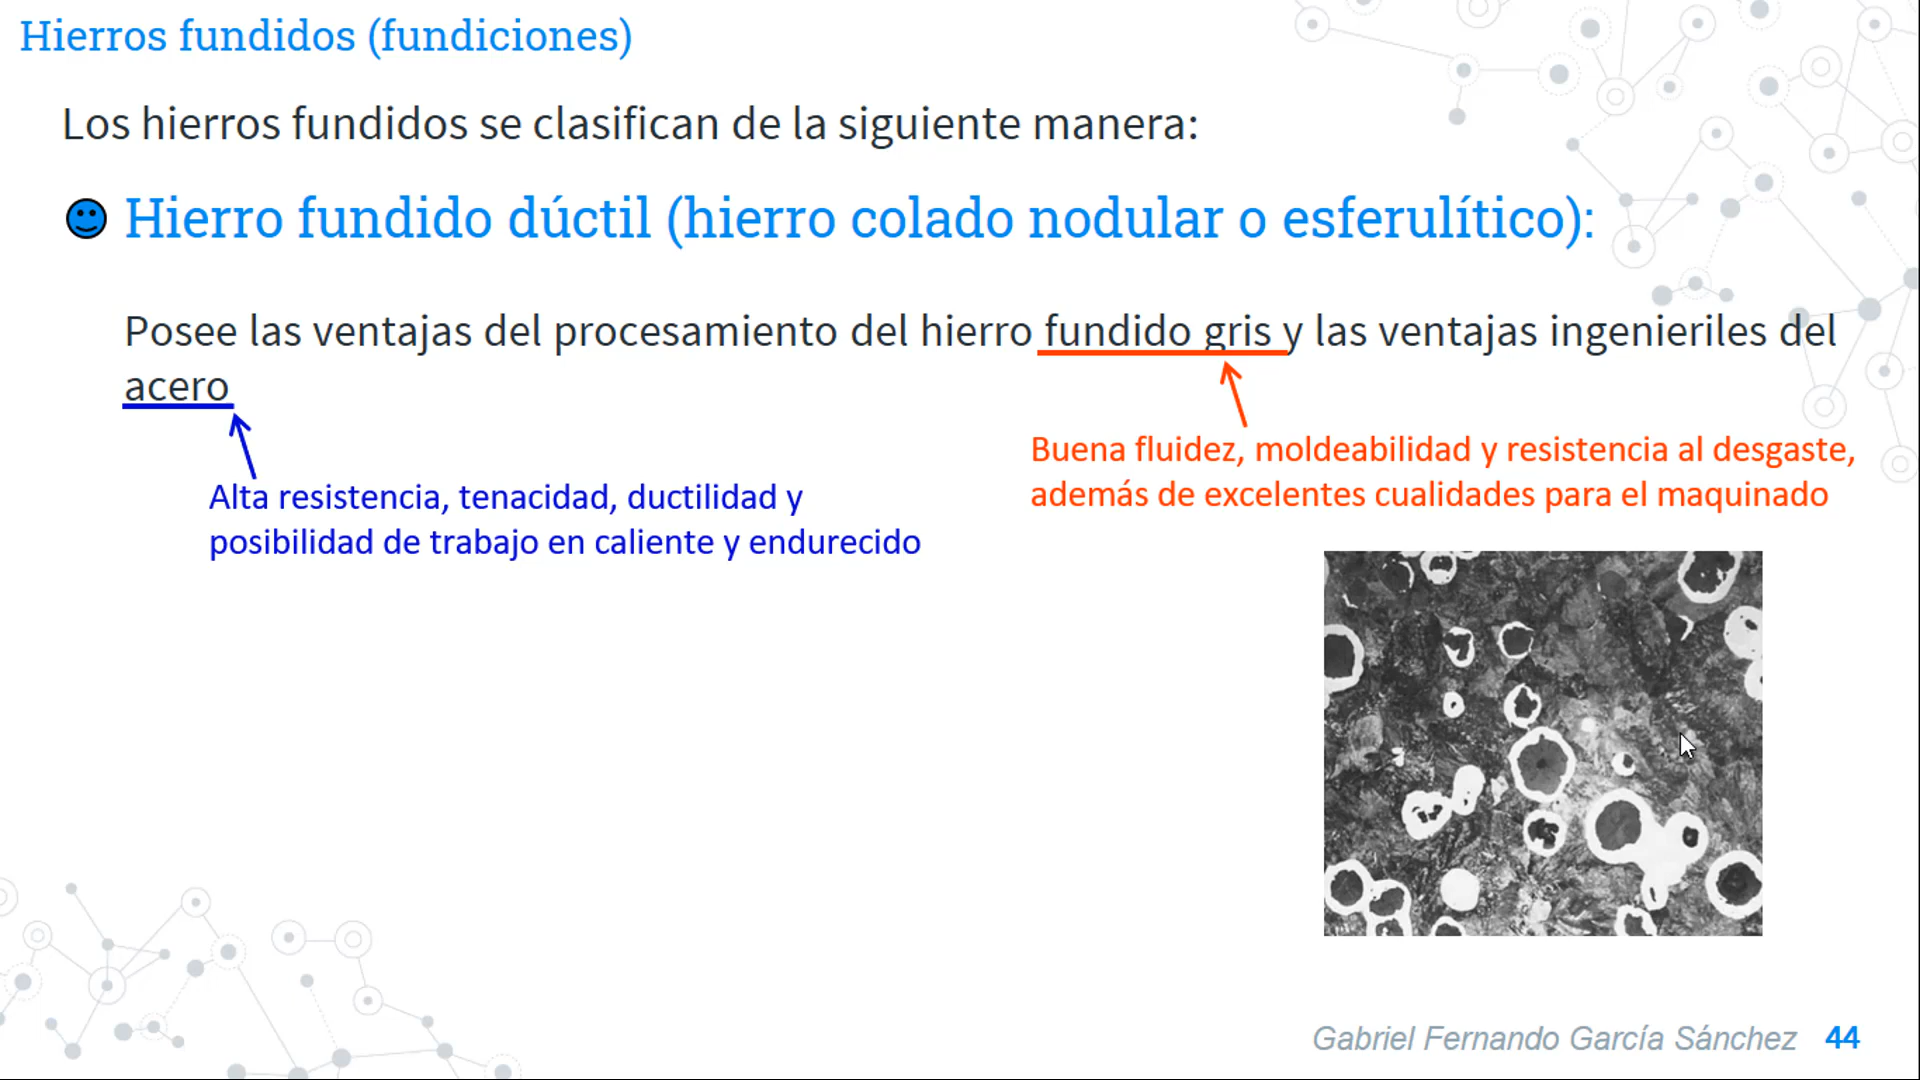 Hierros fundidos (fundiciones)
Los hierros fundidos se clasifican de la siguiente manera:
Hierro fundido dúctil (hierro colado nodular o esferulítico):
Posee las ventajas del procesamiento del hierro fundido gris y las ventajas ingenieriles del
acero
Buena fluidez, moldeabilidad y resistencia al desgaste,
además de excelentes cualidades para el maquinado
Alta resistencia, tenacidad, ductilidad y
posibilidad de trabajo en caliente y endurecido
Gabriel Fernando García Sánchez 44